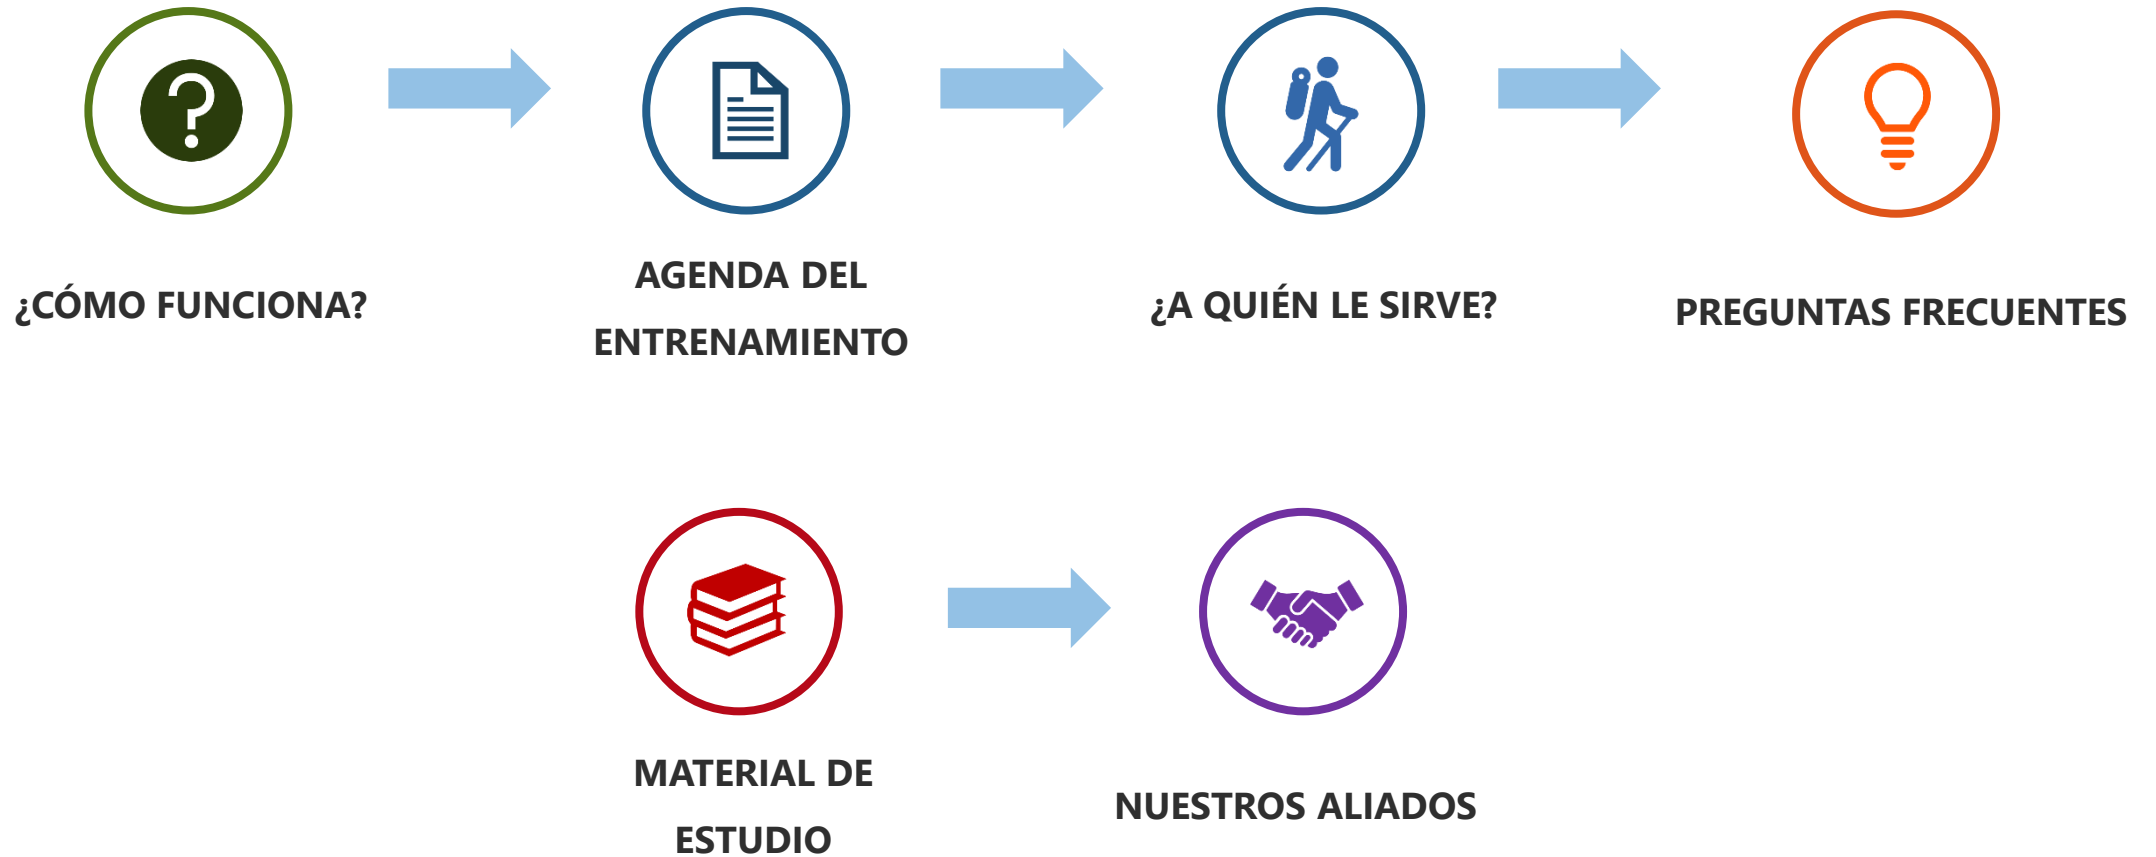 ¿CÓMO FUNCIONA?
AGENDA DEL
ENTRENAMIENTO
¿A QUIÉN LE SIRVE?
PREGUNTAS FRECUENTES
MATERIAL DE
ESTUDIO
NUESTROS ALIADOS